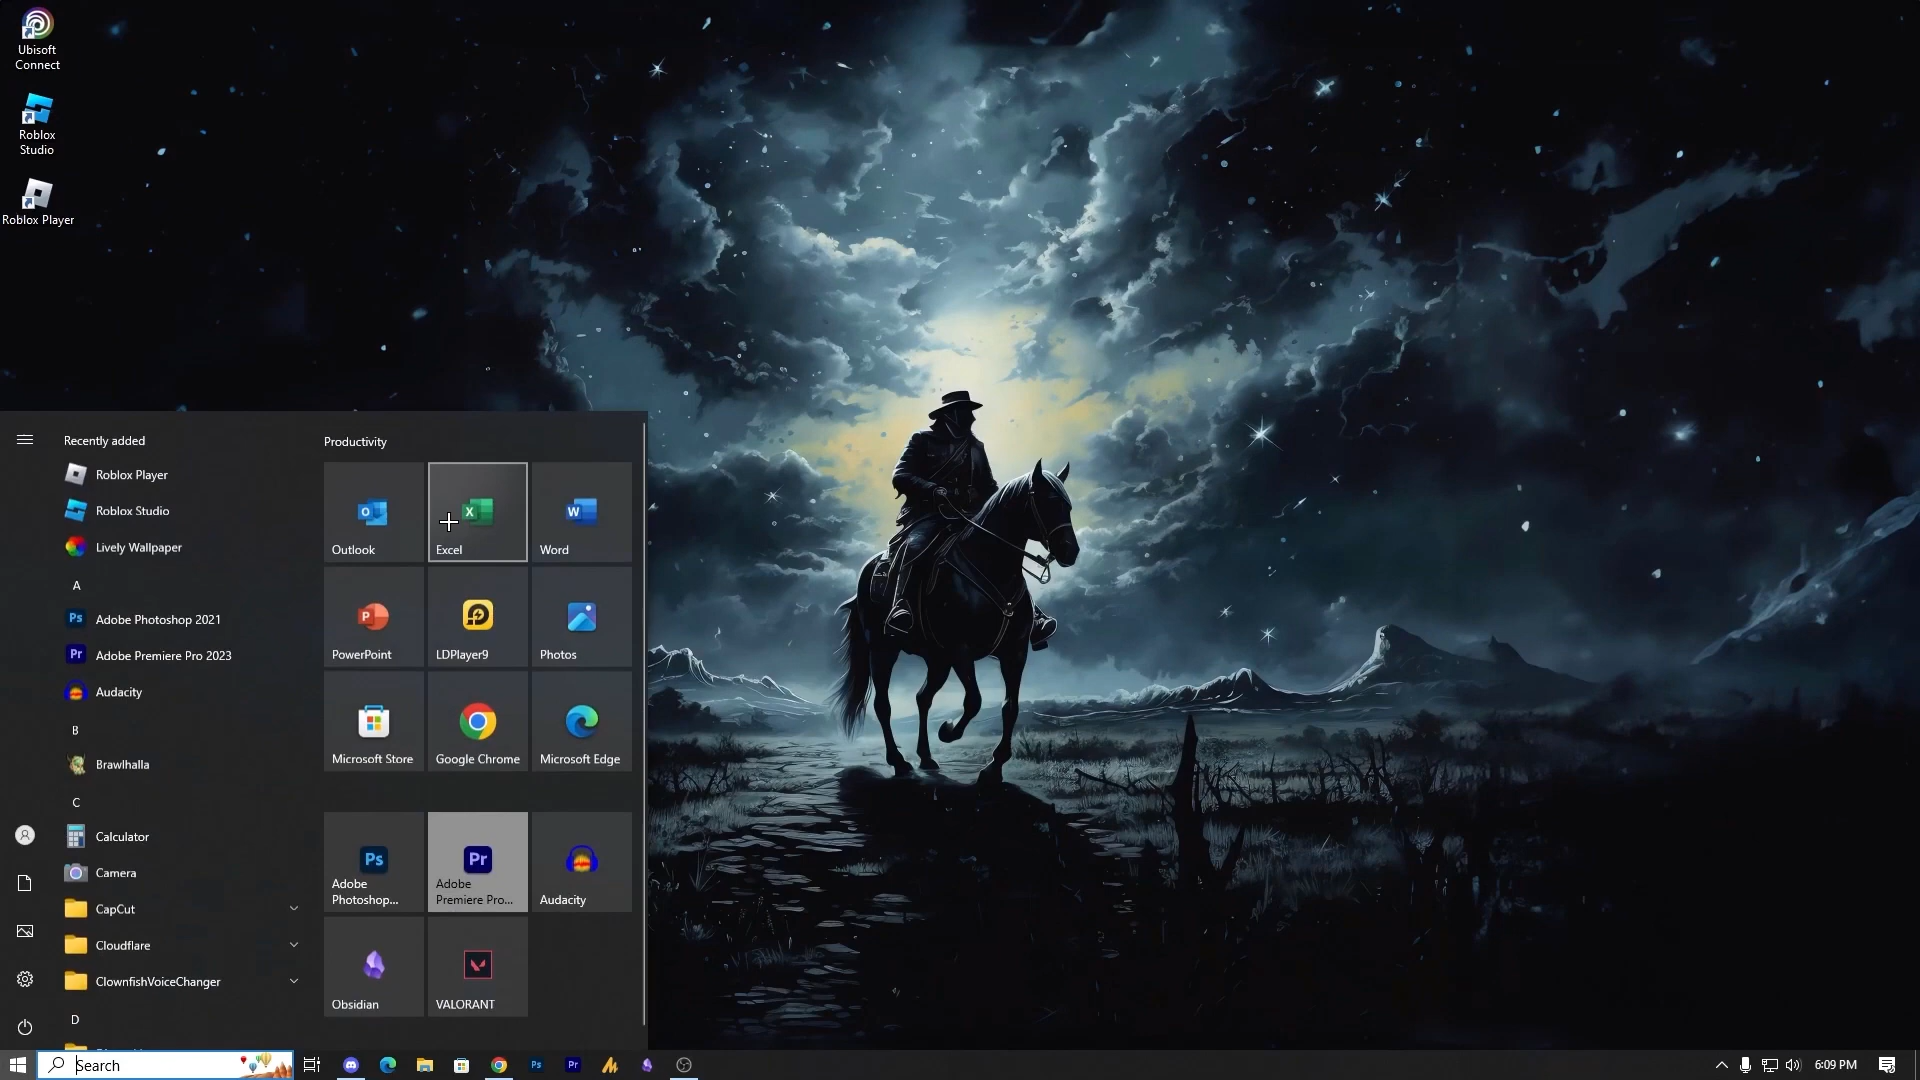 Ubisoft
Connect
Roblox
Studio
Roblox Player
Recently added
Roblox Player
Roblox Studio
Lively Wallpaper
A
Adobe Photoshop 2021
Adobe Premiere Pro 2023
Audacity
B
Brawlhalla
C
Calculator
Camera
CapCut
Cloudflare
ClownfishVoiceChanger
D
Productivity
Outlook
Excel
Word
PowerPoint
LDPlayer9
Photos
Microsoft Store
Google Chrome
Microsoft Edge
Adobe
Photoshop...
Adobe
Premiere Pro...
Audacity
Obsidian
VALORANT
Search
6:09 PM